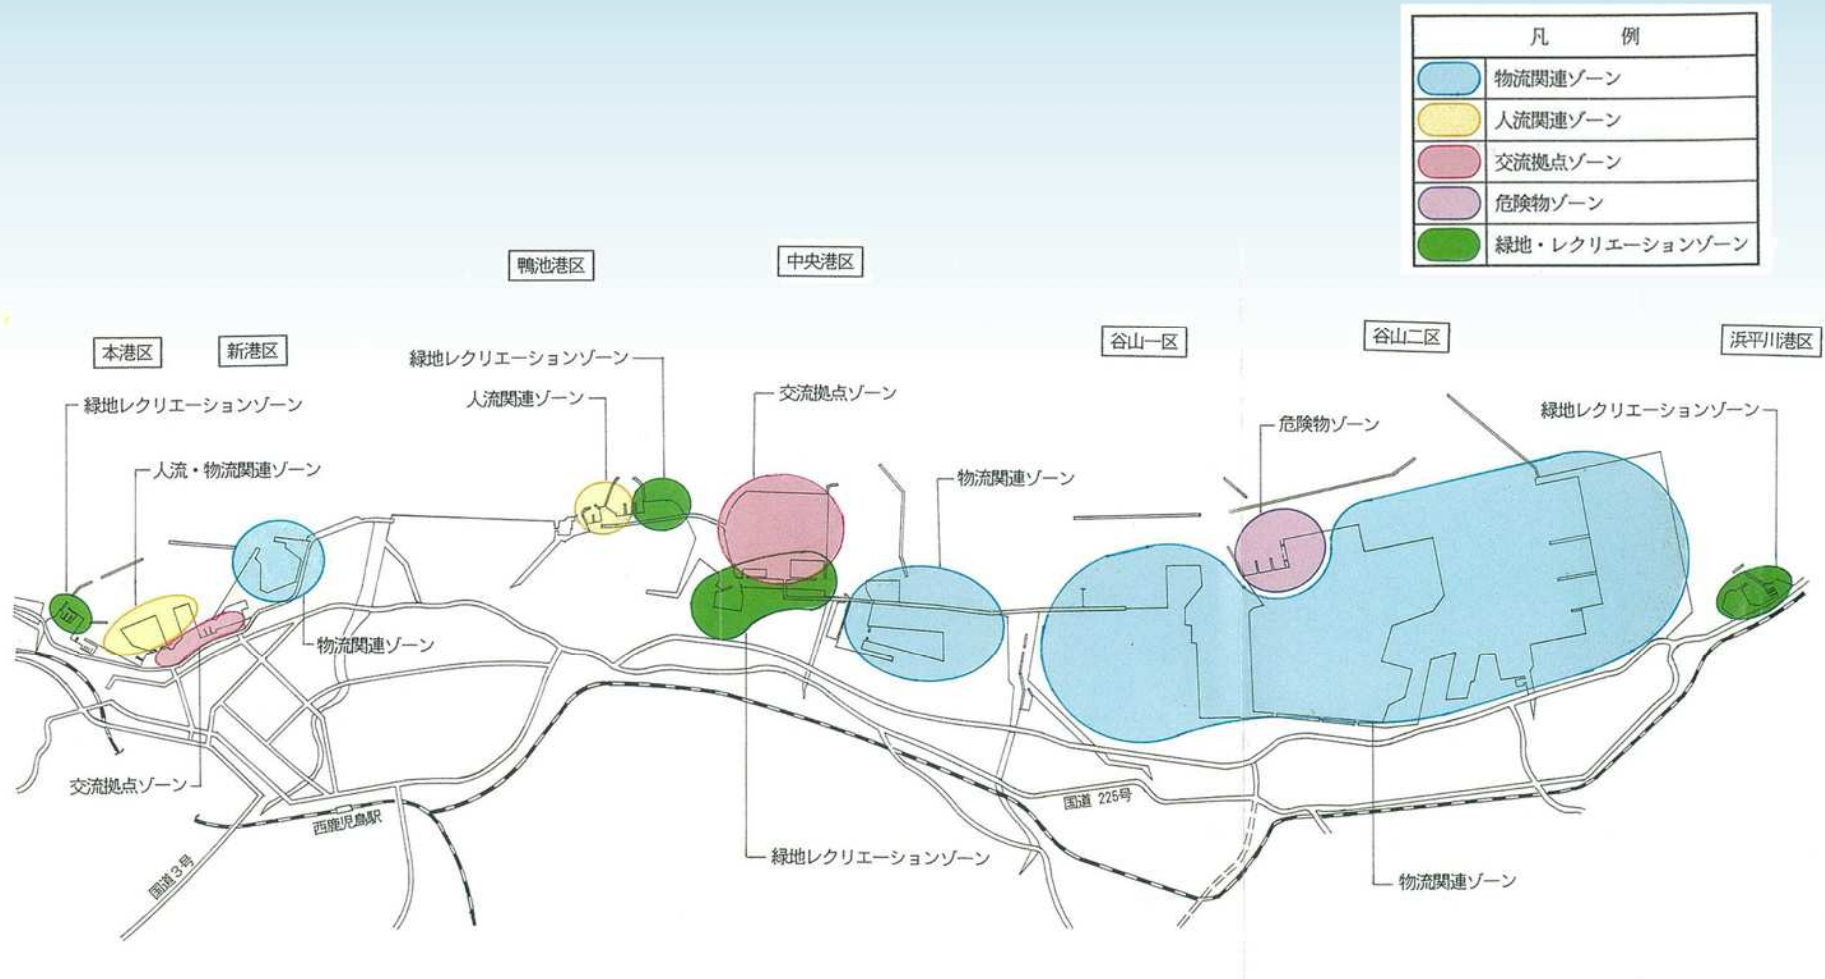 凡 例
物流関連ゾーン
人流関連ゾーン
交流拠点ゾーン
危険物ゾーン
緑地・レクリエーションゾーン
鴨池港区
中央港区
本港区
新港区
谷山一区
谷山二区
浜平川港区
緑地レクリエーションゾーン
人流関連ゾーン
交流拠点ゾーン
緑地レクリエーションゾーン
緑地レクリエーションゾーン
危険物ゾーン
人流・物流関連ゾーン
物流関連ゾーン
物流関連ゾーン
交流拠点ゾーン
国道 225号
西鹿児島駅
国道3号
緑地レクリエーションゾーン
物流関連ゾーン